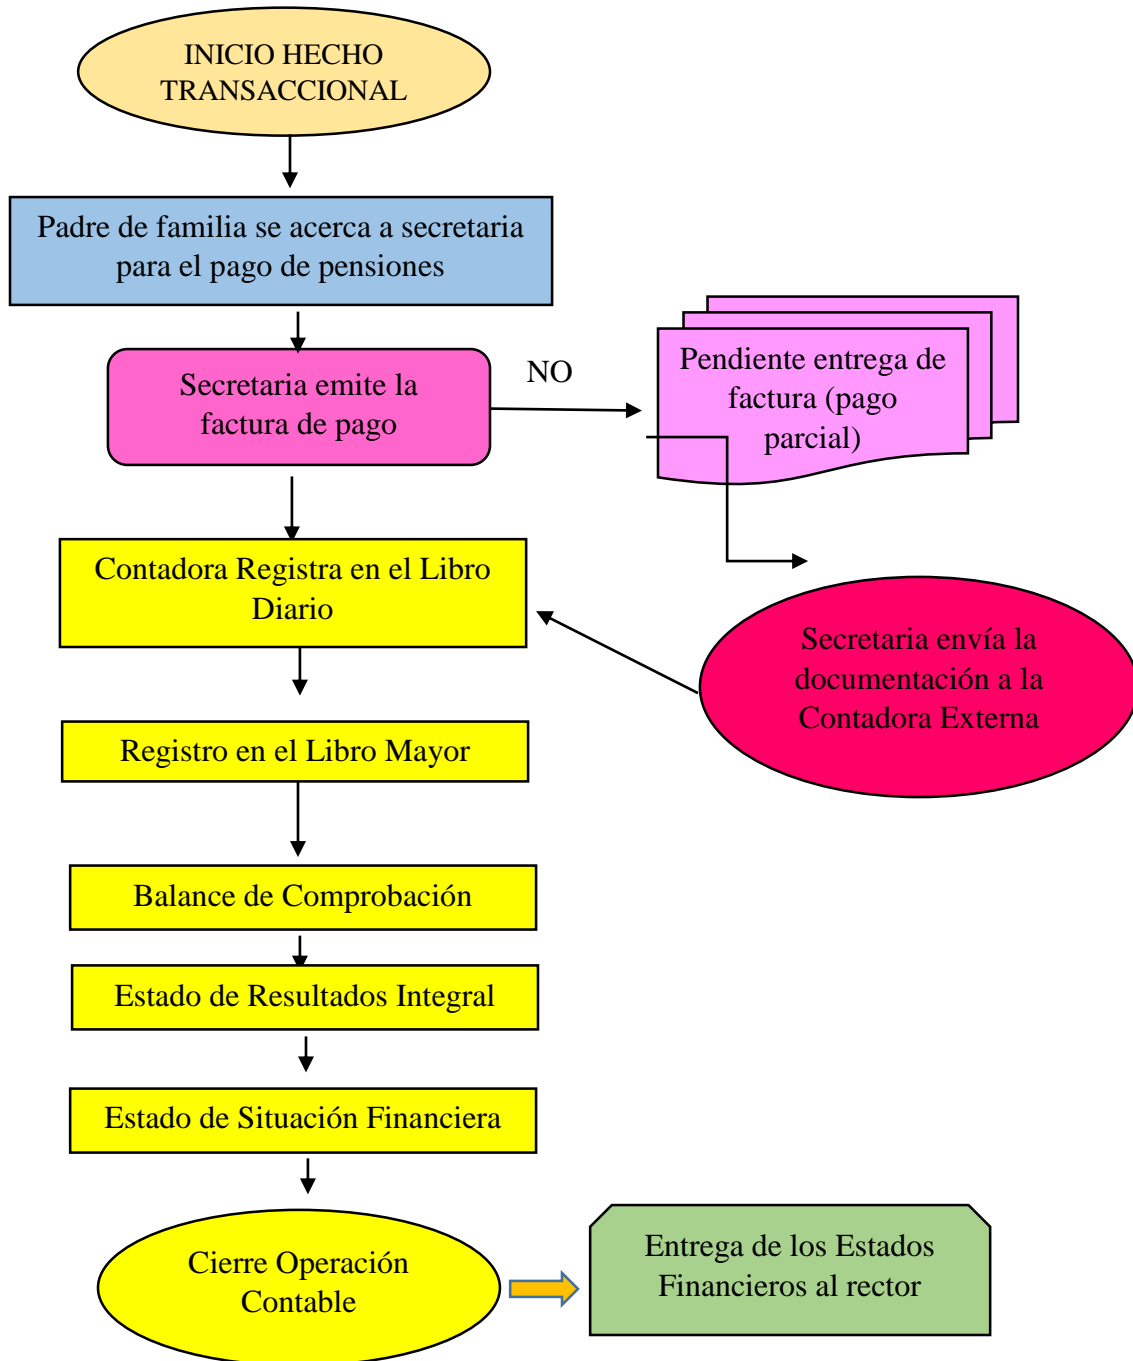 INICIO HECHO
TRANSACCIONAL
Padre de familia se acerca a secretaria
para el pago de pensiones
Secretaria emite la
factura de pago
NO
Pendiente entrega de
factura (pago
parcial)
Contadora Registra en el Libro
Diario
Secretaria envía la
documentación a la
Contadora Externa
Registro en el Libro Mayor
Balance de Comprobación
Estado de Resultados Integral
Estado de Situación Financiera
Cierre Operación
Contable
Entrega de los Estados
Financieros al rector